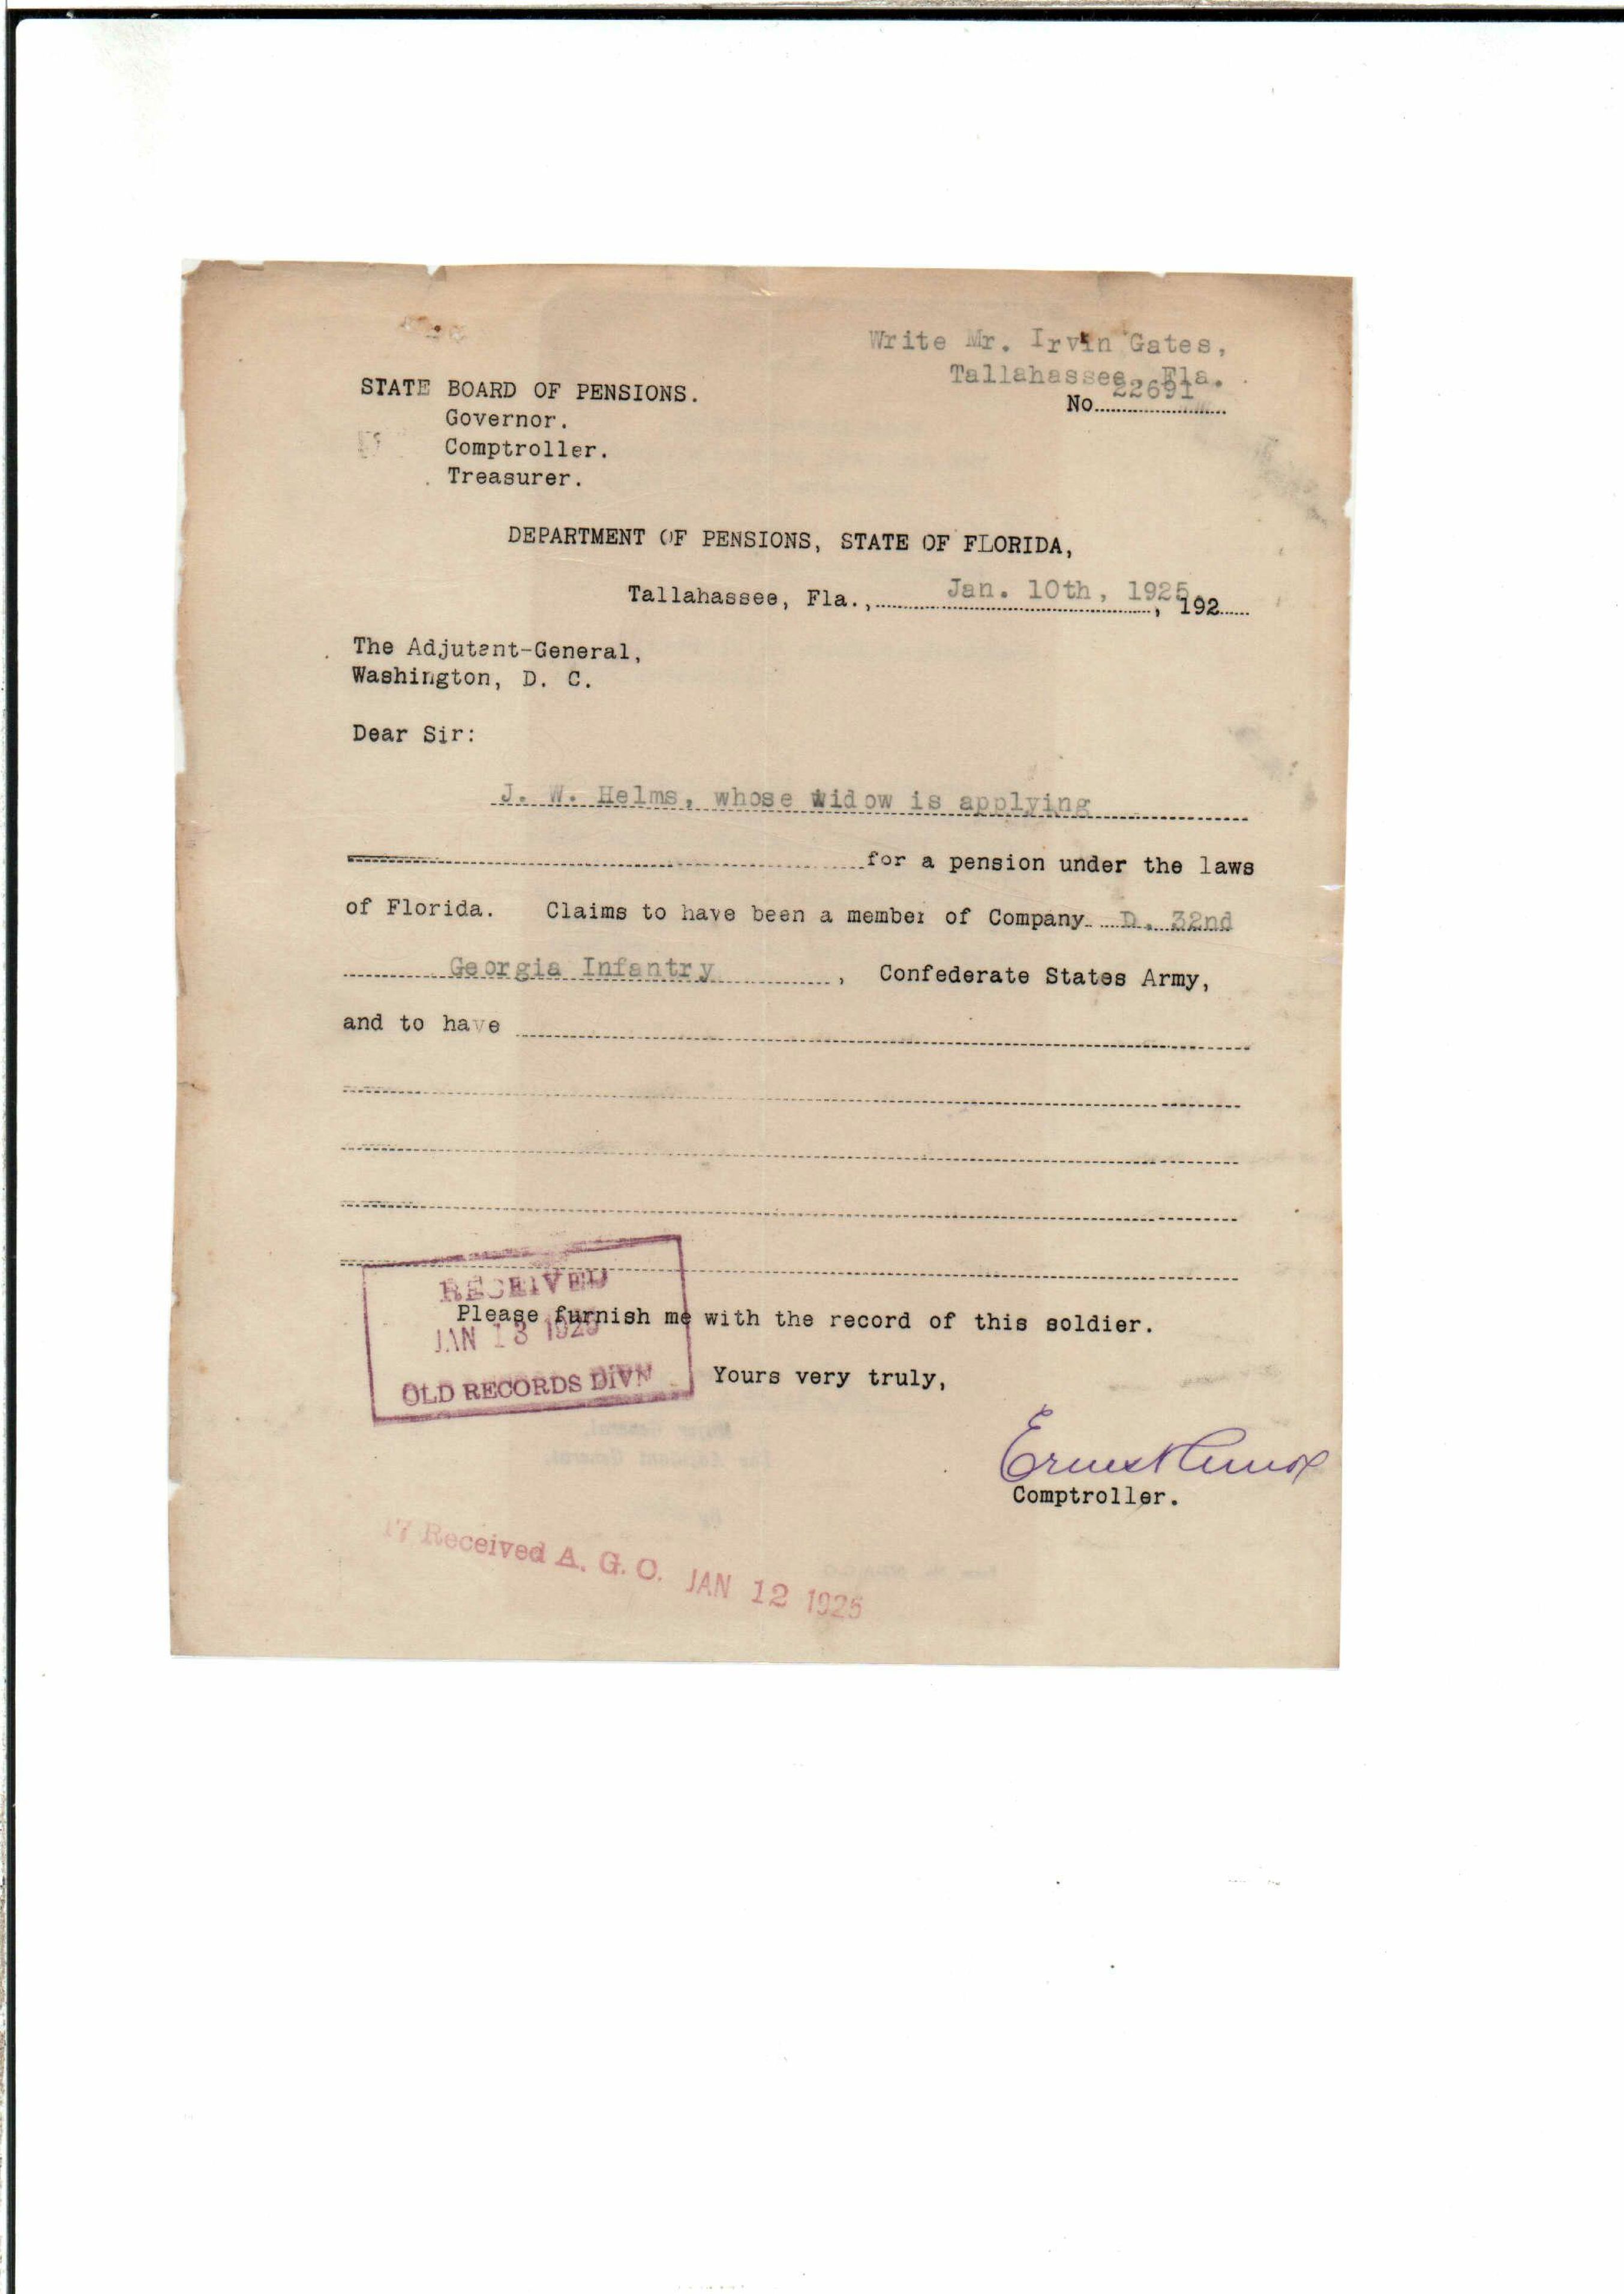 Write Mr. Irvin Gates,
Tallahassee, Fla.
STATE BOARD OF PENSIONS.
No. 22691
Governor.
Comptroller.
Treasurer.
DEPARTMENT OF PENSIONS, STATE OF FLORIDA,
Tallahassee, Fla., Jan. 10th, 1925, 192
The Adjutant-General,
Washington, D. C.
Dear Sir:
J. W. Helms, whose widow is applying
for a pension under the laws
of Florida. Claims to have been a member of Company D, 32nd
Georgia Infantry, Confederate States Army,
and to have
RECEIVED
Please furnish me with the record of this soldier.
JAN 13 1925
OLD RECORDS DIVN
Yours very truly,
Ernest Amos
Comptroller.
17 Received A. G. O. JAN 12 1925